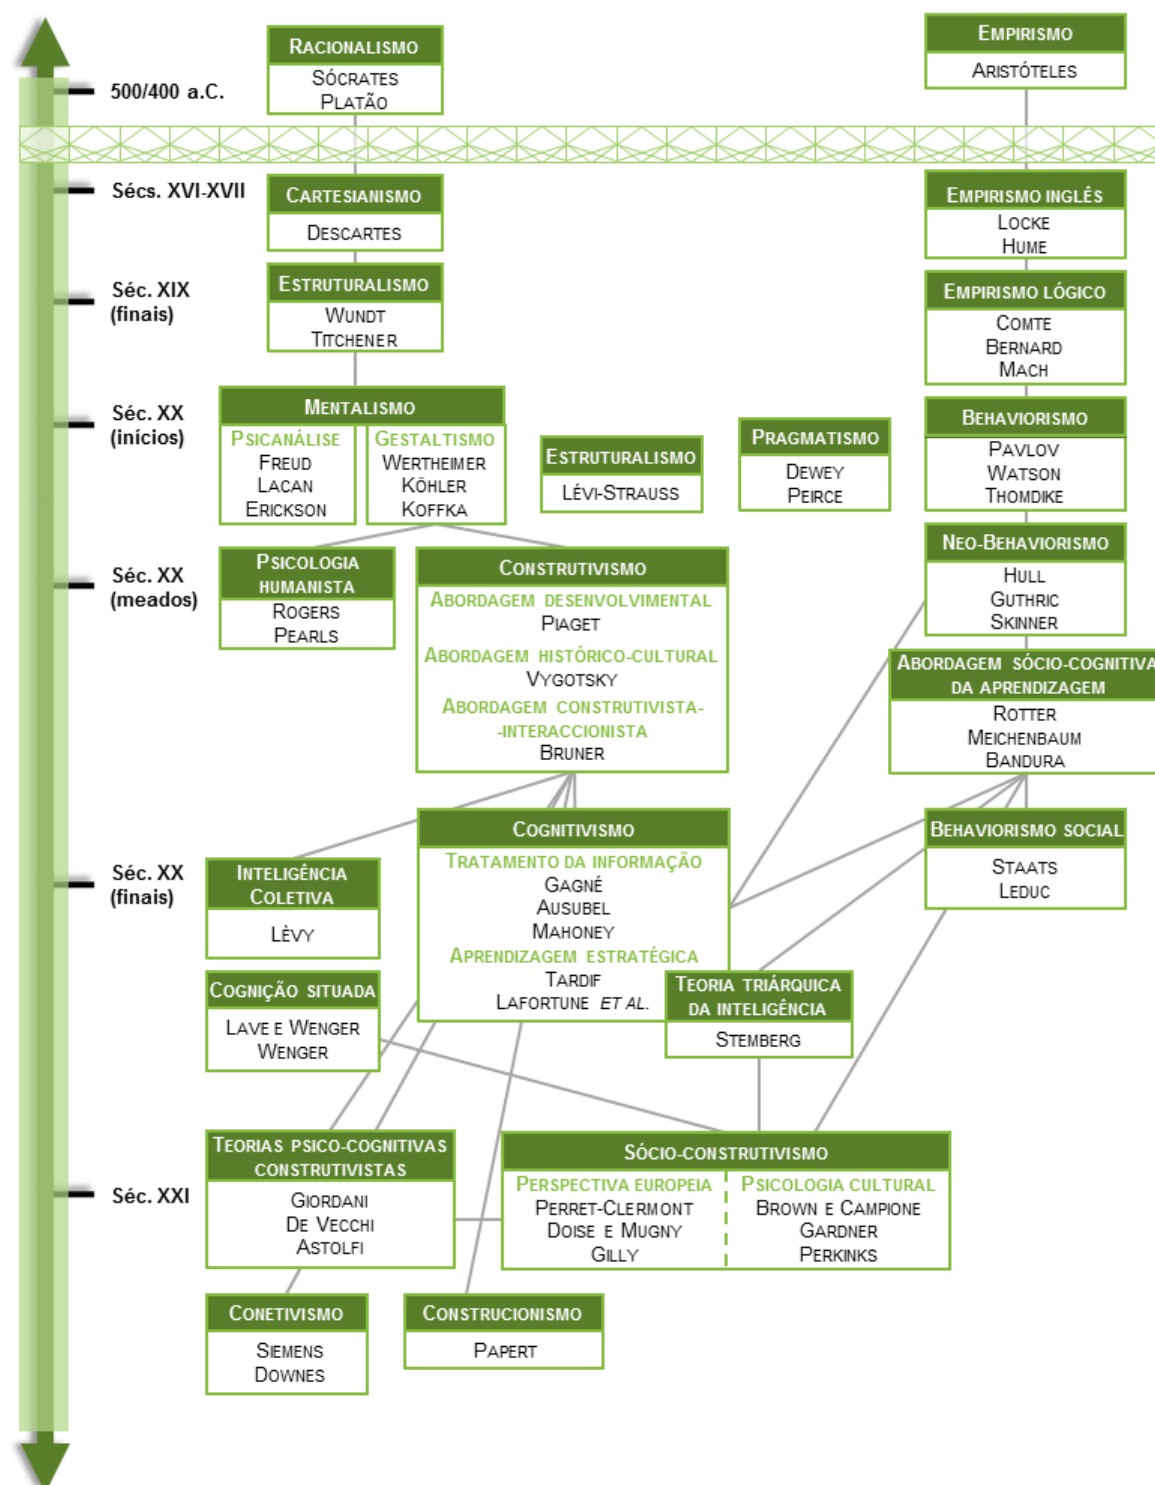 RACIONALISMO
SÓCRATES
PLATÃO
EMPIRISMO
ARISTÓTELES
500/400 a.C.
Sécs. XVI-XVII
CARTESIANISMO
DESCARTES
EMPIRISMO INGLÊS
LOCKE
HUME
Séc. XIX
(finais)
ESTRUTURALISMO
WUNDT
TITCHENER
EMPIRISMO LÓGICO
COMTE
BERNARD
MACH
Séc. XX
(inícios)
MENTALISMO
PSICANÁLISE
FREUD
LACAN
ERICKSON
GESTALTISMO
WERTHEIMER
KÖHLER
KOFFKA
ESTRUTURALISMO
LÉVI-STRAUSS
PRAGMATISMO
DEWEY
PEIRCE
BEHAVIORISMO
PAVLOV
WATSON
THOMDIKE
Séc. XX
(meados)
PSICOLOGIA
HUMANISTA
ROGERS
PEARLS
CONSTRUTIVISMO
ABORDAGEM DESENVOLVIMENTAL
PIAGET
ABORDAGEM HISTÓRICO-CULTURAL
VYGOTSKY
ABORDAGEM CONSTRUTIVISTA-
-INTERACCIONISTA
BRUNER
NEO-BEHAVIORISMO
HULL
GUTHRIC
SKINNER
ABORDAGEM SÓCIO-COGNITIVA
DA APRENDIZAGEM
ROTTER
MEICHENBAUM
BANDURA
Séc. XX
(finais)
INTELIGÊNCIA
COLETIVA
LÈVY
COGNITIVISMO
TRATAMENTO DA INFORMAÇÃO
GAGNÉ
AUSUBEL
MAHONEY
APRENDIZAGEM ESTRATÉGICA
TARDIF
LAFORTUNE ET AL.
BEHAVIORISMO SOCIAL
STAATS
LEDUC
COGNIÇÃO SITUADA
LAVE E WENGER
WENGER
TEORIA TRIÁRQUICA
DA INTELIGÊNCIA
STEMBERG
Séc. XXI
TEORIAS PSICO-COGNITIVAS
CONSTRUTIVISTAS
GIORDANI
DE VECCHI
ASTOLFI
SÓCIO-CONSTRUTIVISMO
PERSPECTIVA EUROPEIA
PERRET-CLERMONT
DOISE E MUGNY
GILLY
PSICOLOGIA CULTURAL
BROWN E CAMPIONE
GARDNER
PERKINKS
CONETIVISMO
SIEMENS
DOWNES
CONSTRUCIONISMO
PAPERT